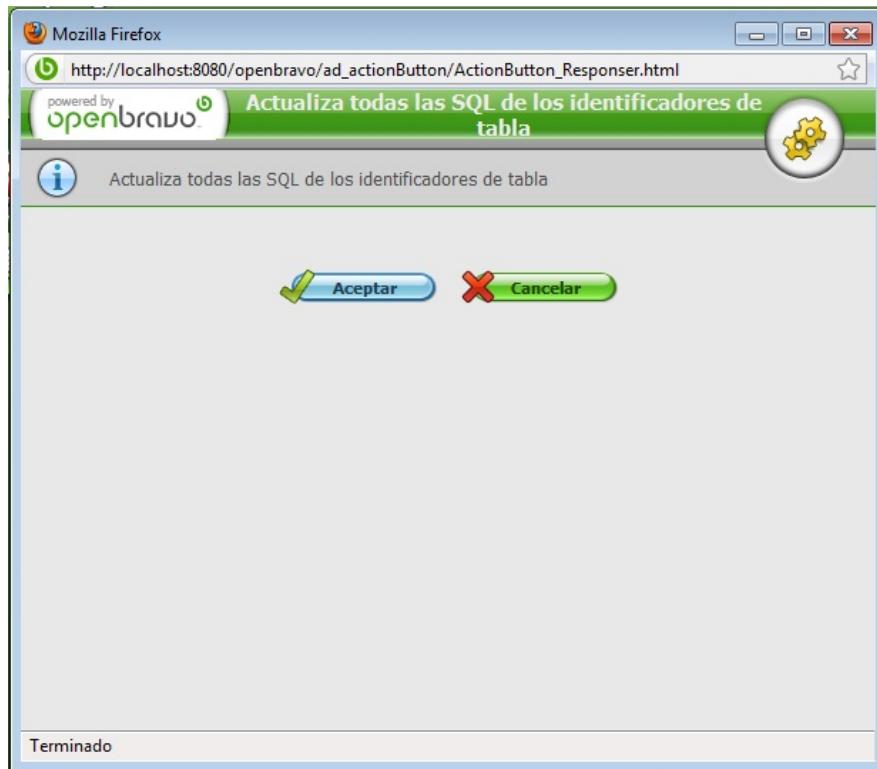 Mozilla Firefox
http://localhost:8080/openbravo/ad_actionButton/ActionButton_Responser.html
powered by
openbravo
Actualiza todas las SQL de los identificadores de
tabla
Actualiza todas las SQL de los identificadores de tabla
Aceptar
Cancelar
Terminado